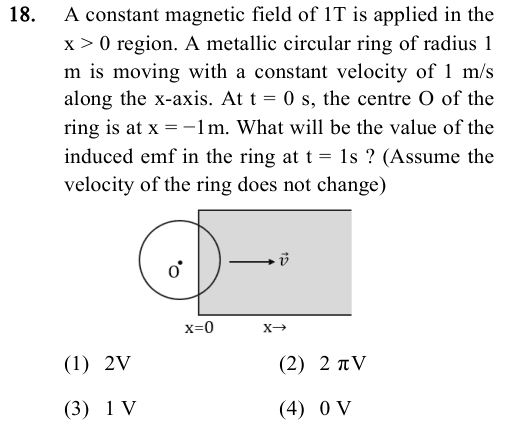 18. A constant magnetic field of 1T is applied in the
x > 0 region. A metallic circular ring of radius 1
m is moving with a constant velocity of 1 m/s
along the x-axis. At t = 0 s, the centre O of the
ring is at x = −1m. What will be the value of the
induced emf in the ring at t = 1s ? (Assume the
velocity of the ring does not change)
O
v⃗
x=0 x→
(1) 2V (2) 2 πV
(3) 1 V (4) 0 V